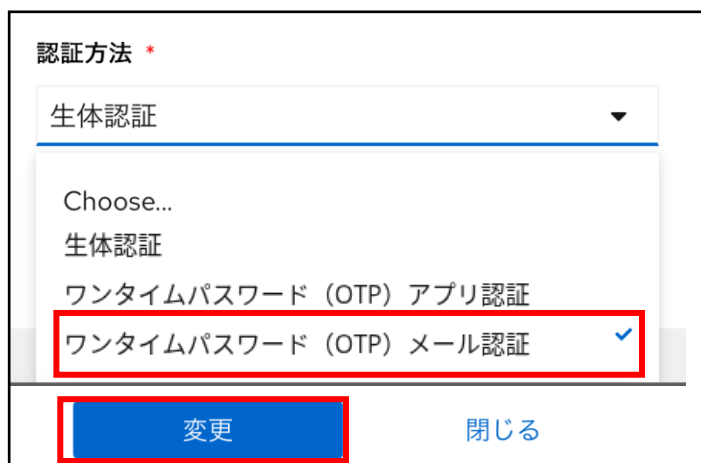 認証方法 *
生体認証
Choose...
生体認証
ワンタイムパスワード（OTP）アプリ認証
ワンタイムパスワード（OTP）メール認証
変更 閉じる